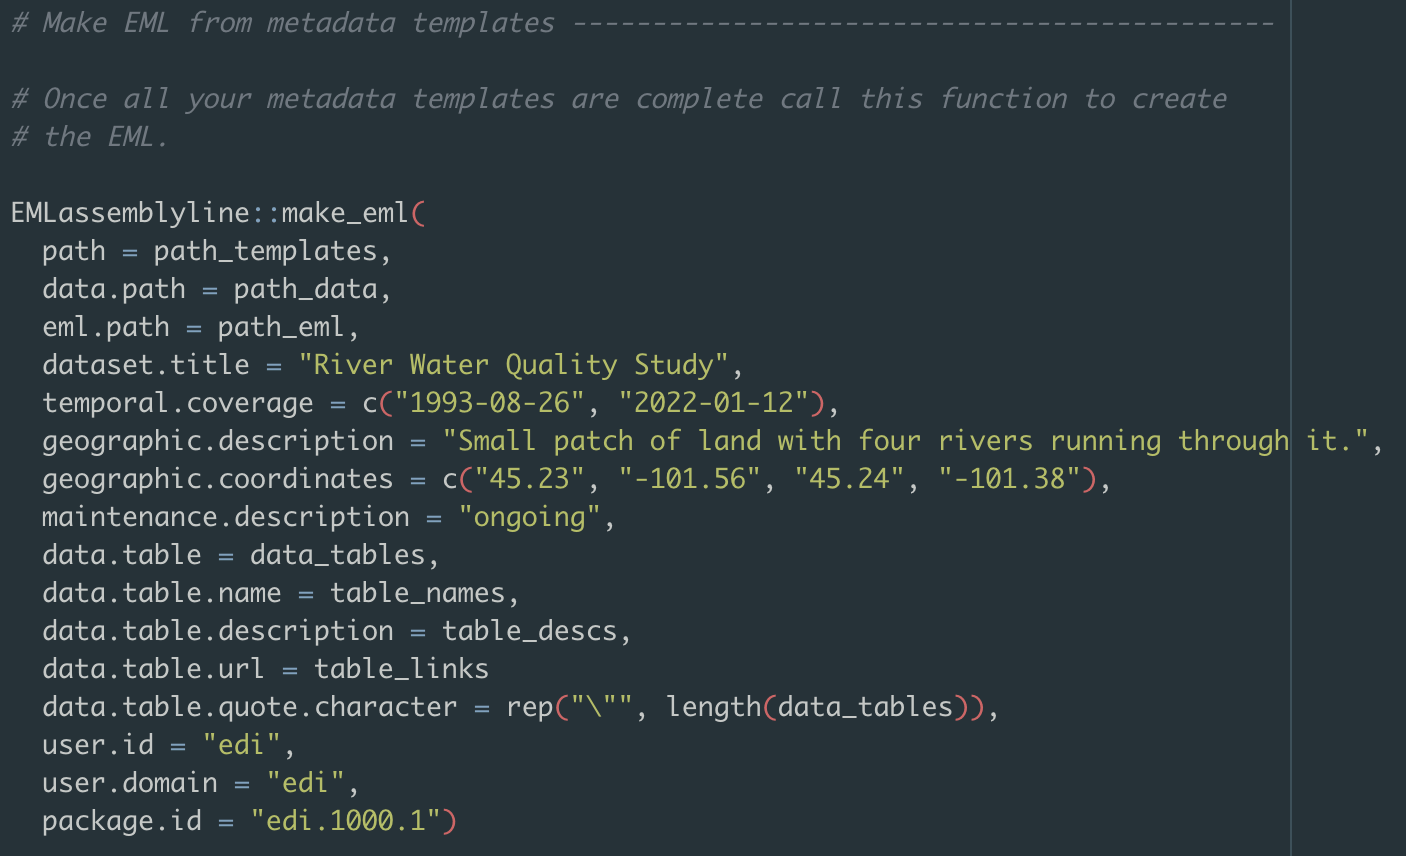 # Make EML from metadata templates --------------------------------------------

# Once all your metadata templates are complete call this function to create
# the EML.

EMLassemblyline::make_eml(
  path = path_templates,
  data.path = path_data,
  eml.path = path_eml,
  dataset.title = "River Water Quality Study",
  temporal.coverage = c("1993-08-26", "2022-01-12"),
  geographic.description = "Small patch of land with four rivers running through it.",
  geographic.coordinates = c("45.23", "-101.56", "45.24", "-101.38"),
  maintenance.description = "ongoing",
  data.table = data_tables,
  data.table.name = table_names,
  data.table.description = table_descs,
  data.table.url = table_links
  data.table.quote.character = rep("\"", length(data_tables)),
  user.id = "edi",
  user.domain = "edi",
  package.id = "edi.1000.1")